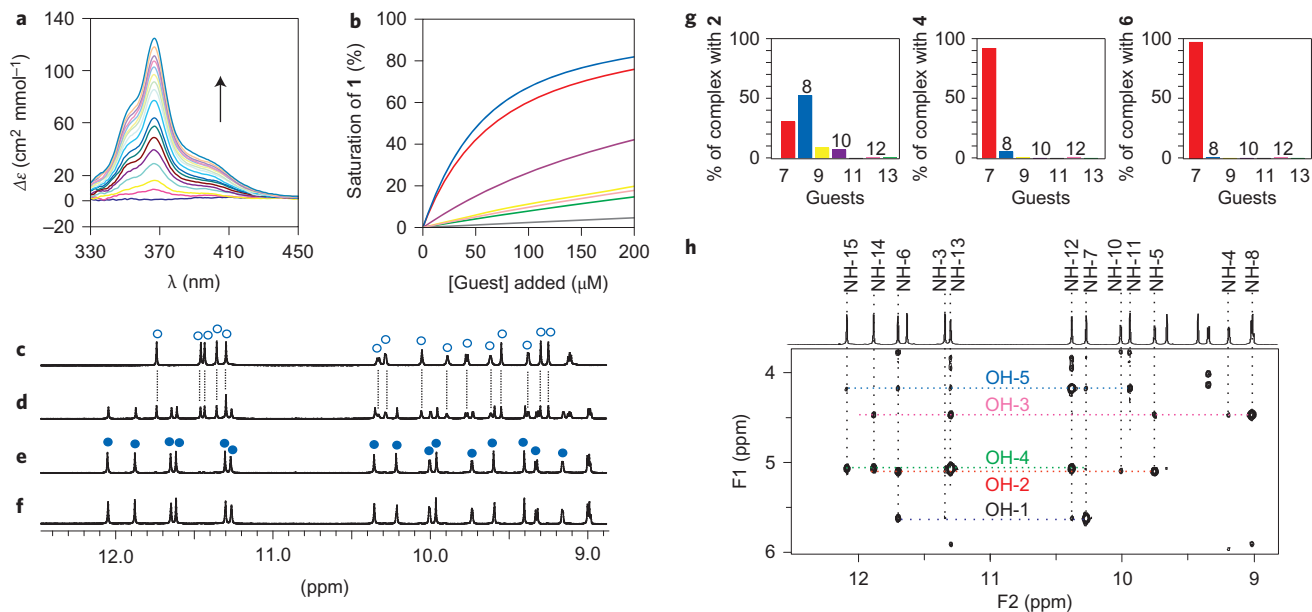 a
Δε (cm² mmol⁻¹)
140
100
60
20
0
–20
330
370
410
450
λ (nm)
b
Saturation of 1 (%)
100
80
60
40
20
0
0
50
100
150
200
[Guest] added (μM)
c
d
e
f
12.0
11.0
10.0
9.0
(ppm)
g
% of complex with 2
100
50
0
8
10
12
7
9
11
13
Guests
% of complex with 4
100
50
0
8
10
12
7
9
11
13
Guests
% of complex with 6
100
50
0
8
10
12
7
9
11
13
Guests
h
NH-15
NH-14
NH-6
NH-3
NH-13
NH-12
NH-7
NH-10
NH-11
NH-5
NH-4
NH-8
F1 (ppm)
4
5
6
OH-5
OH-3
OH-4
OH-2
OH-1
12
11
10
9
F2 (ppm)